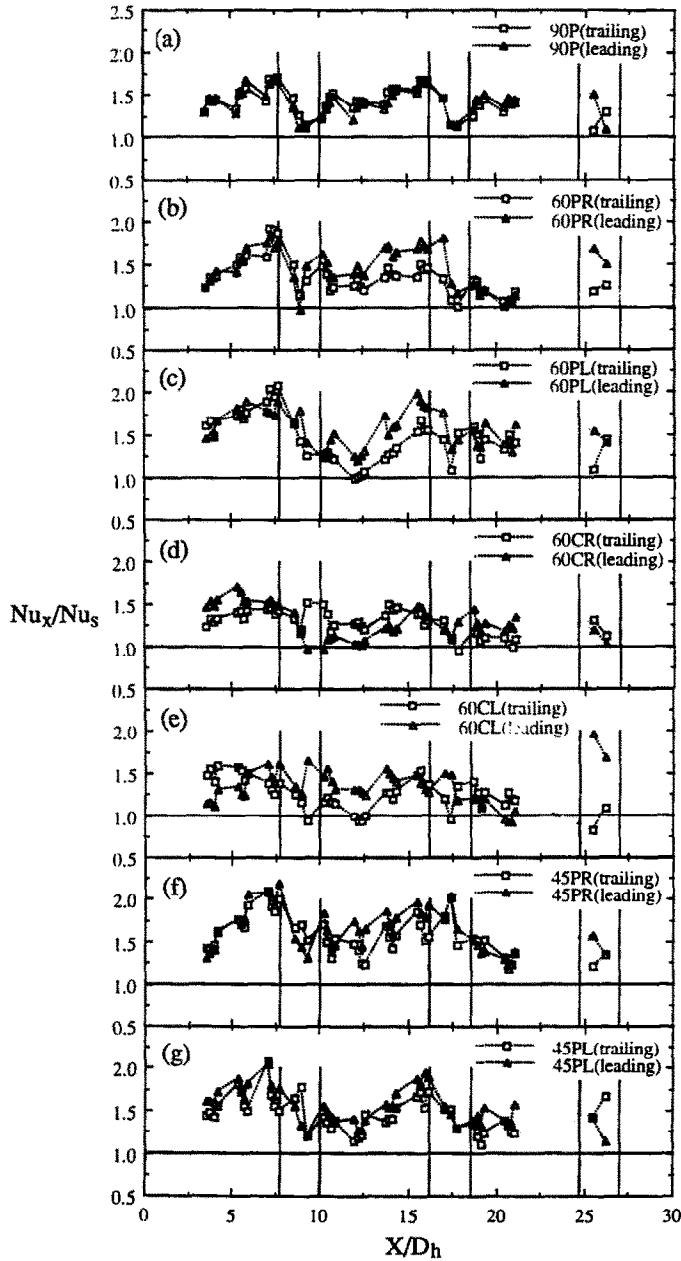 2.5
(a)
90P(trailing)
90P(leading)
2.0
1.5
1.0
0.5
(b)
60PR(trailing)
60PR(leading)
2.0
1.5
1.0
0.5
(c)
60PL(trailing)
60PL(leading)
2.0
1.5
1.0
0.5
(d)
60CR(trailing)
60CR(leading)
2.0
Nux/Nus
1.5
1.0
0.5
(e)
60CL(trailing)
60CL(leading)
2.0
1.5
1.0
0.5
(f)
45PR(trailing)
45PR(leading)
2.0
1.5
1.0
0.5
(g)
45PL(trailing)
45PL(leading)
2.0
1.5
1.0
0.5
0 5 10 15 20 25 30
X/Dh